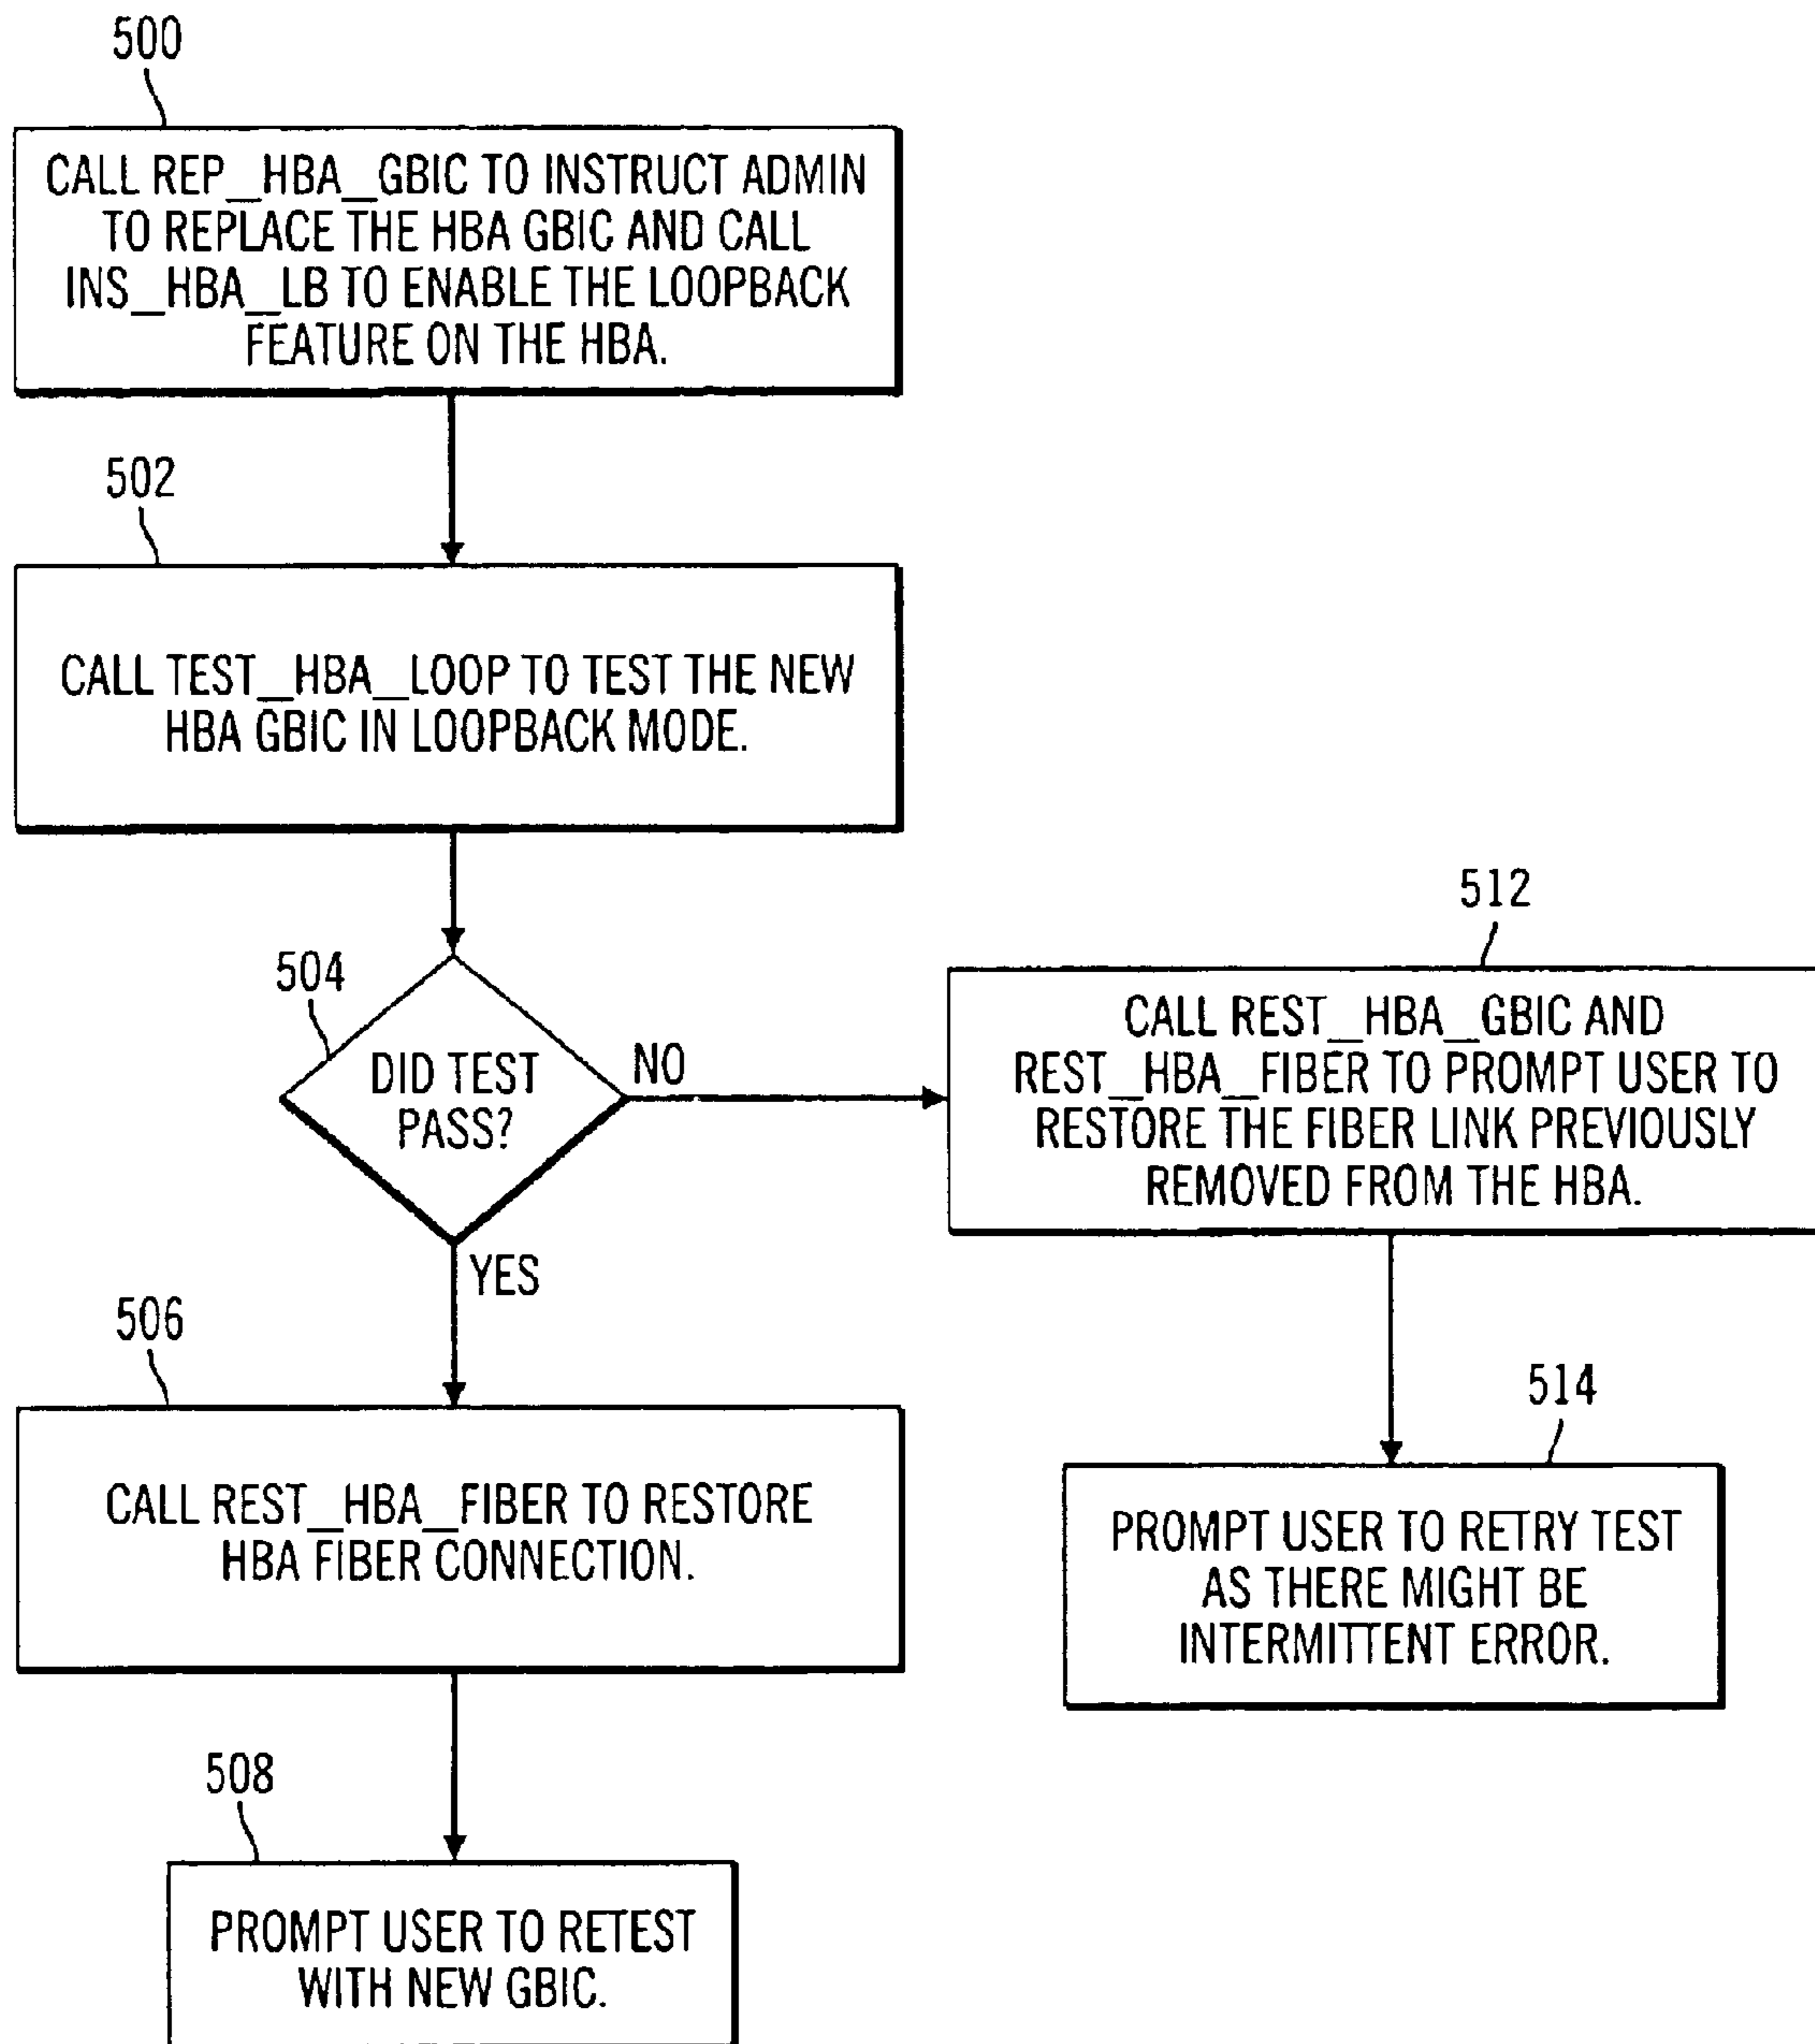 500
CALL REP_HBA_GBIC TO INSTRUCT ADMIN
TO REPLACE THE HBA GBIC AND CALL
INS_HBA_LB TO ENABLE THE LOOPBACK
FEATURE ON THE HBA.
502
CALL TEST_HBA_LOOP TO TEST THE NEW
HBA GBIC IN LOOPBACK MODE.
504
DID TEST
PASS?
NO
YES
512
CALL REST_HBA_GBIC AND
REST_HBA_FIBER TO PROMPT USER TO
RESTORE THE FIBER LINK PREVIOUSLY
REMOVED FROM THE HBA.
506
CALL REST_HBA_FIBER TO RESTORE
HBA FIBER CONNECTION.
514
PROMPT USER TO RETRY TEST
AS THERE MIGHT BE
INTERMITTENT ERROR.
508
PROMPT USER TO RETEST
WITH NEW GBIC.